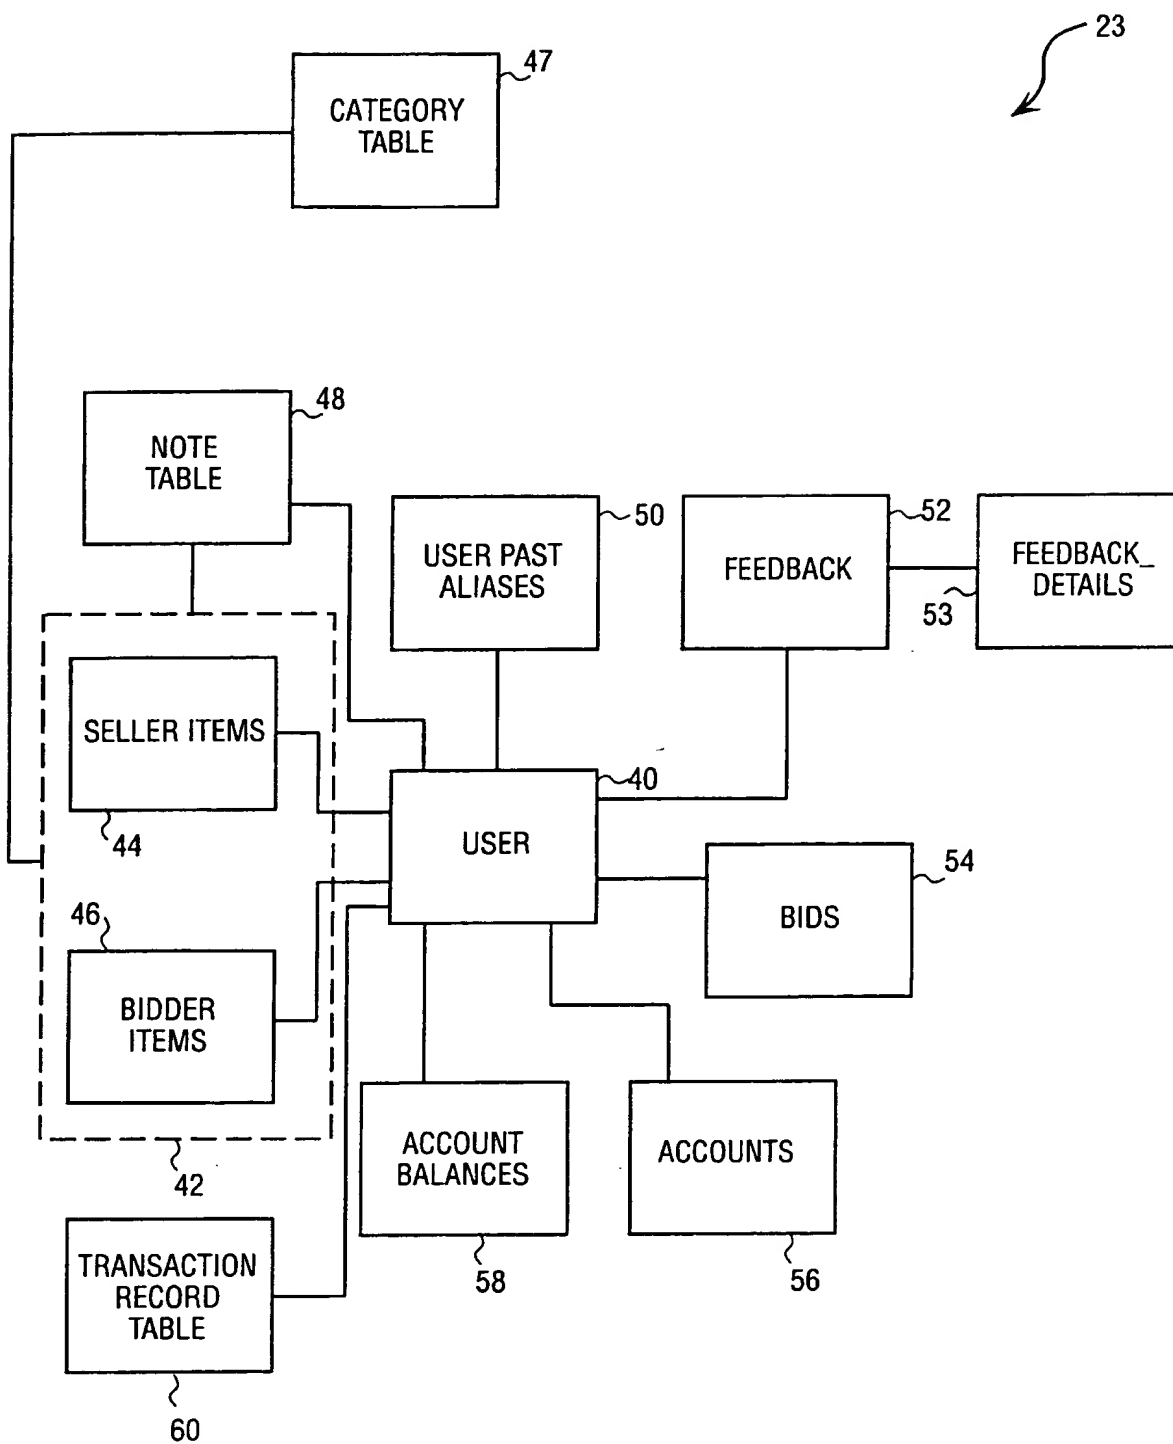 23
47
CATEGORY
TABLE
48
NOTE
TABLE
50
USER PAST
ALIASES
52
FEEDBACK
53
FEEDBACK_
DETAILS
SELLER ITEMS
44
40
USER
54
BIDS
46
BIDDER
ITEMS
42
ACCOUNT
BALANCES
58
ACCOUNTS
56
TRANSACTION
RECORD
TABLE
60